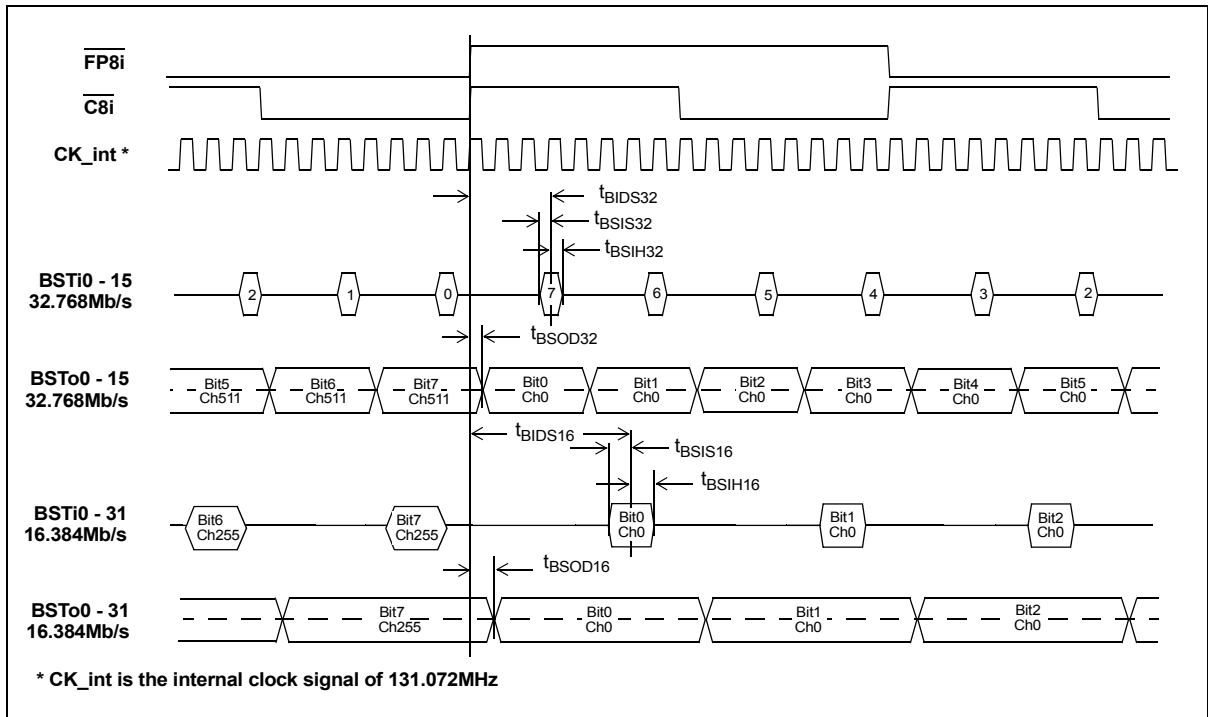 FP8i
C8i
CK_int *
tBIDS32
tBSIS32
tBSIH32
BSTi0 - 15
32.768Mb/s
2
1
0
7
6
5
4
3
2
tBSOD32
BSTo0 - 15
32.768Mb/s
Bit5
Ch511
Bit6
Ch511
Bit7
Ch511
Bit0
Ch0
Bit1
Ch0
Bit2
Ch0
Bit3
Ch0
Bit4
Ch0
Bit5
Ch0
tBIDS16
tBSIS16
tBSIH16
BSTi0 - 31
16.384Mb/s
Bit6
Ch255
Bit7
Ch255
Bit0
Ch0
Bit1
Ch0
Bit2
Ch0
tBSOD16
BSTo0 - 31
16.384Mb/s
Bit7
Ch255
Bit0
Ch0
Bit1
Ch0
Bit2
Ch0
* CK_int is the internal clock signal of 131.072MHz